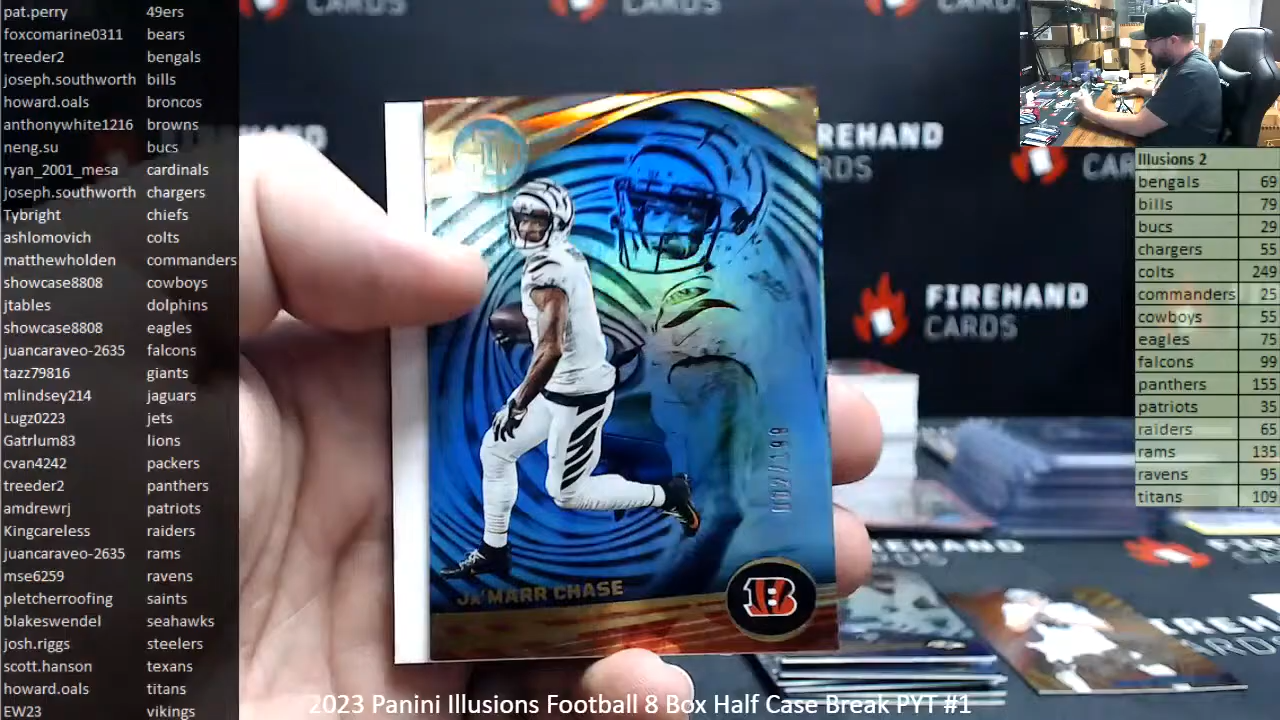 pat.perry 49ers
foxcomarine0311 bears
treeder2 bengals
joseph.southworth bills
howard.oals broncos
anthonywhite1216 browns
neng.su bucs
ryan_2001_mesa cardinals
joseph.southworth chargers
Tybright chiefs
ashlomovich colts
matthewholden commanders
showcase8808 cowboys
jtables dolphins
showcase8808 eagles
juancaraveo-2635 falcons
tazz79816 giants
mlindsey214 jaguars
Lugz0223 jets
Gatrlum83 lions
cvan4242 packers
treeder2 panthers
amdrewrj patriots
Kingcareless raiders
juancaraveo-2635 rams
mse6259 ravens
pletcherroofing saints
blakeswendel seahawks
josh.riggs steelers
scott.hanson texans
howard.oals titans
EW23 vikings
CARDS
CARDS
REHAND
RDS
CAR
FIREHAND
CARDS
JA'MARR CHASE
B
Illusions 2
bengals 69
bills 79
bucs 29
chargers 55
colts 249
commanders 25
cowboys 55
eagles 75
falcons 99
panthers 155
patriots 35
raiders 65
rams 135
ravens 95
titans 109
2023 Panini Illusions Football 8 Box Half Case Break PYT #1